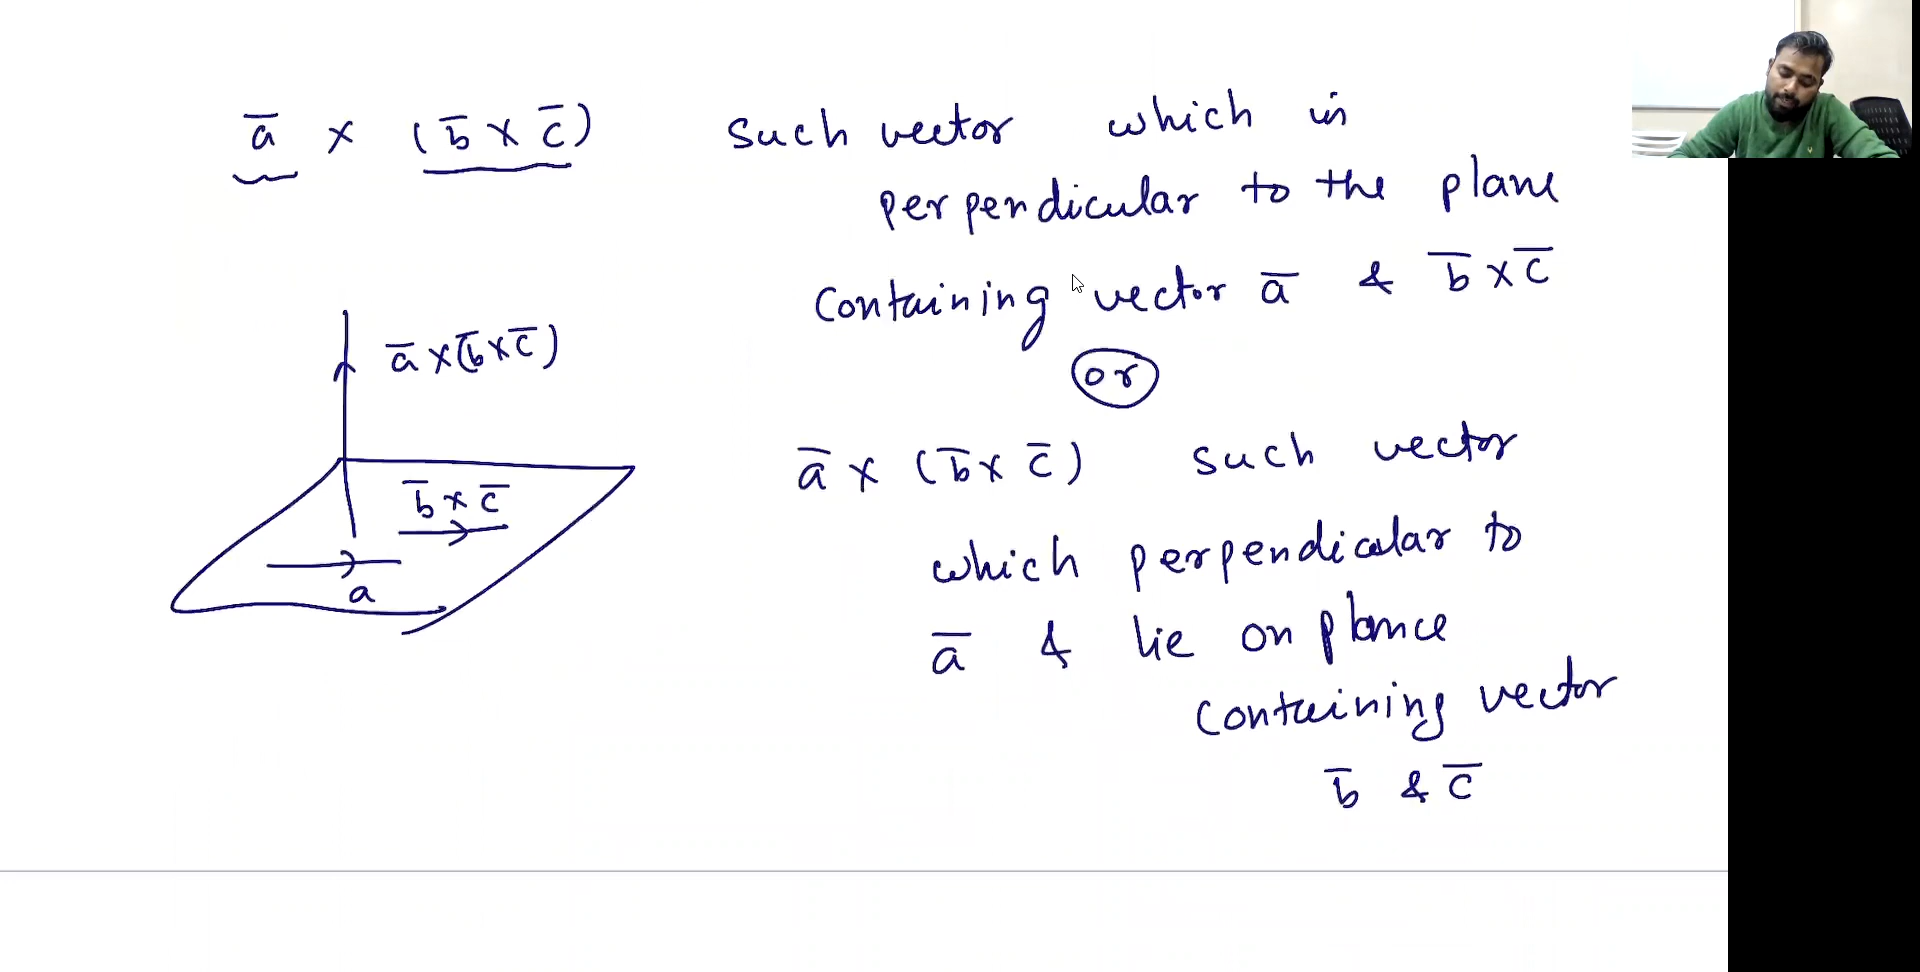 a̅ × (b̅ × c̅) such vector which is
perpendicular to the plane
containing vector a̅ & b̅ × c̅
or
a̅ × (b̅ × c̅)
b̅ × c̅
a
a̅ × (b̅ × c̅) such vector
which perpendicular to
a̅ & lie on plance
containing vector
b̅ & c̅